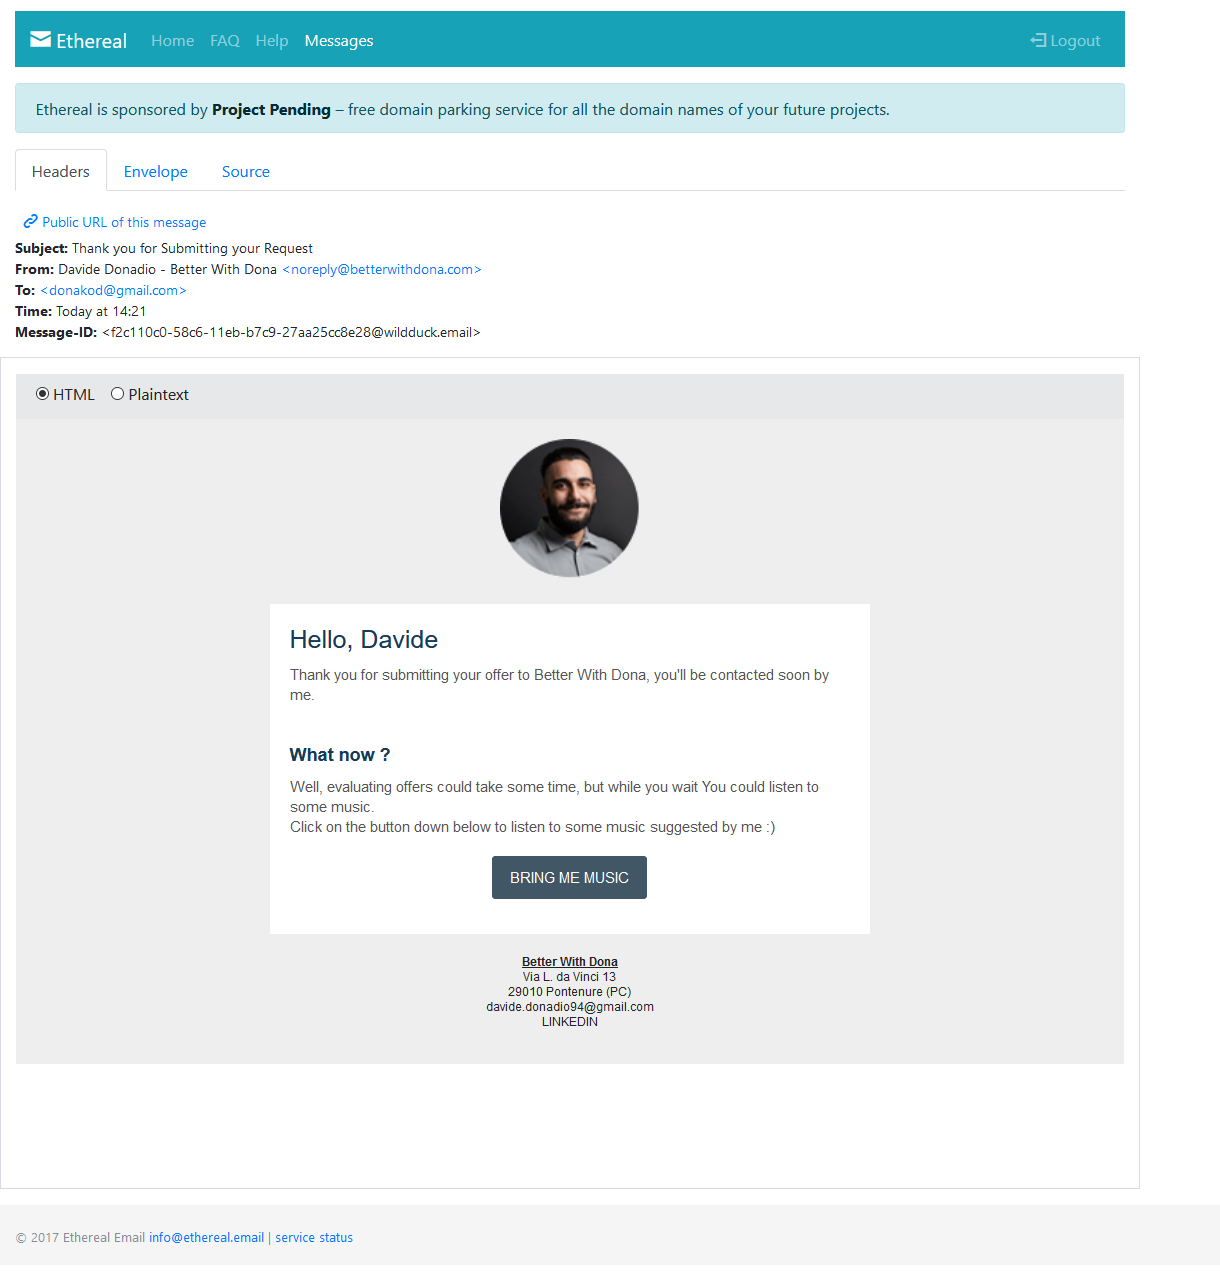 Ethereal Home FAQ Help Messages Logout
Ethereal is sponsored by Project Pending – free domain parking service for all the domain names of your future projects.
Headers Envelope Source
Public URL of this message
Subject: Thank you for Submitting your Request
From: Davide Donadio - Better With Dona <noreply@betterwithdona.com>
To: <donakod@gmail.com>
Time: Today at 14:21
Message-ID: <f2c110c0-58c6-11eb-b7c9-27aa25cc8e28@wildduck.email>
HTML Plaintext
Hello, Davide
Thank you for submitting your offer to Better With Dona, you'll be contacted soon by
me.
What now ?
Well, evaluating offers could take some time, but while you wait You could listen to
some music.
Click on the button down below to listen to some music suggested by me :)
BRING ME MUSIC
Better With Dona
Via L. da Vinci 13
29010 Pontenure (PC)
davide.donadio94@gmail.com
LINKEDIN
© 2017 Ethereal Email info@ethereal.email | service status